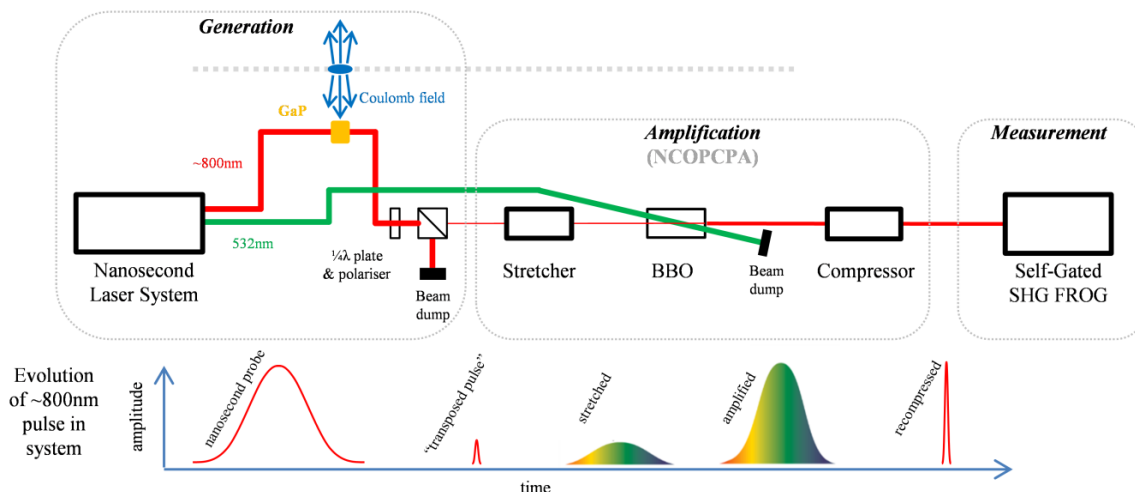 Generation
Coulomb field
GaP
Amplification
(NCOPCPA)
Measurement
~800nm
532nm
Nanosecond
Laser System
¼λ plate
& polariser
Beam
dump
Stretcher
BBO
Beam
dump
Compressor
Self-Gated
SHG FROG
Evolution
of ~800nm
pulse in
system
amplitude
nanosecond probe
“transposed pulse”
stretched
amplified
recompressed
time